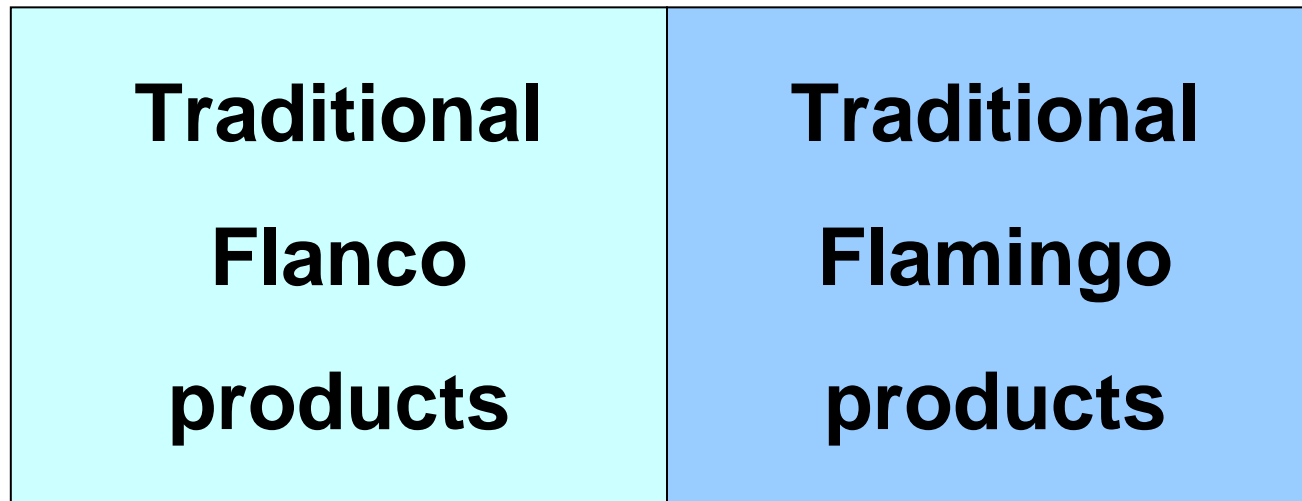 Traditional
Flanco
products
Traditional
Flamingo
products